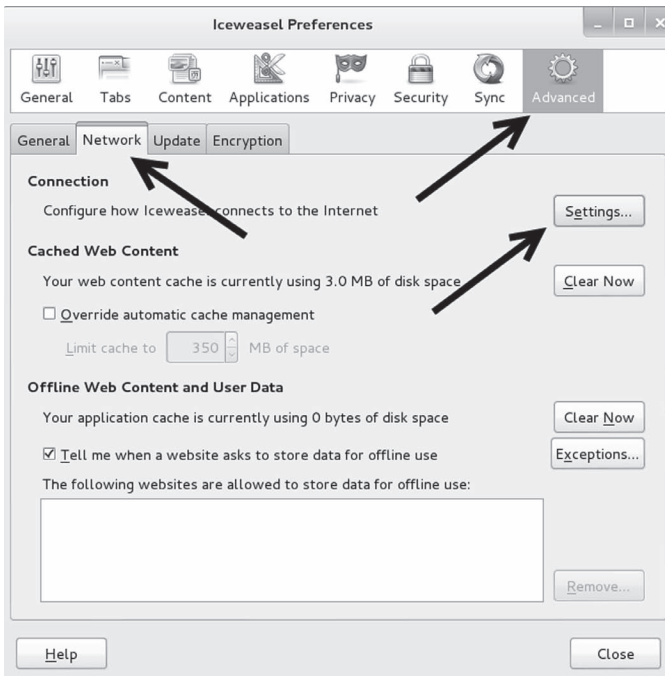 Iceweasel Preferences
General Tabs Content Applications Privacy Security Sync Advanced
General Network Update Encryption
Connection
Configure how Iceweasel connects to the Internet Settings...
Cached Web Content
Your web content cache is currently using 3.0 MB of disk space Clear Now
Override automatic cache management
Limit cache to 350 MB of space
Offline Web Content and User Data
Your application cache is currently using 0 bytes of disk space Clear Now
Tell me when a website asks to store data for offline use Exceptions...
The following websites are allowed to store data for offline use:
Remove...
Help Close